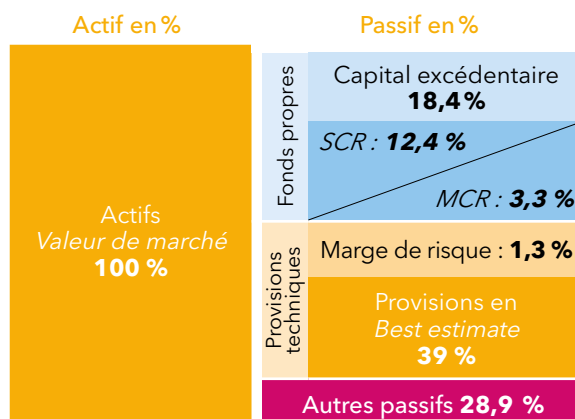 Actif en %
Actifs
Valeur de marché
100 %
Passif en %
Fonds propres
Capital excédentaire
18,4 %
SCR : 12,4 %
MCR : 3,3 %
Provisions
techniques
Marge de risque : 1,3 %
Provisions en
Best estimate
39 %
Autres passifs 28,9 %